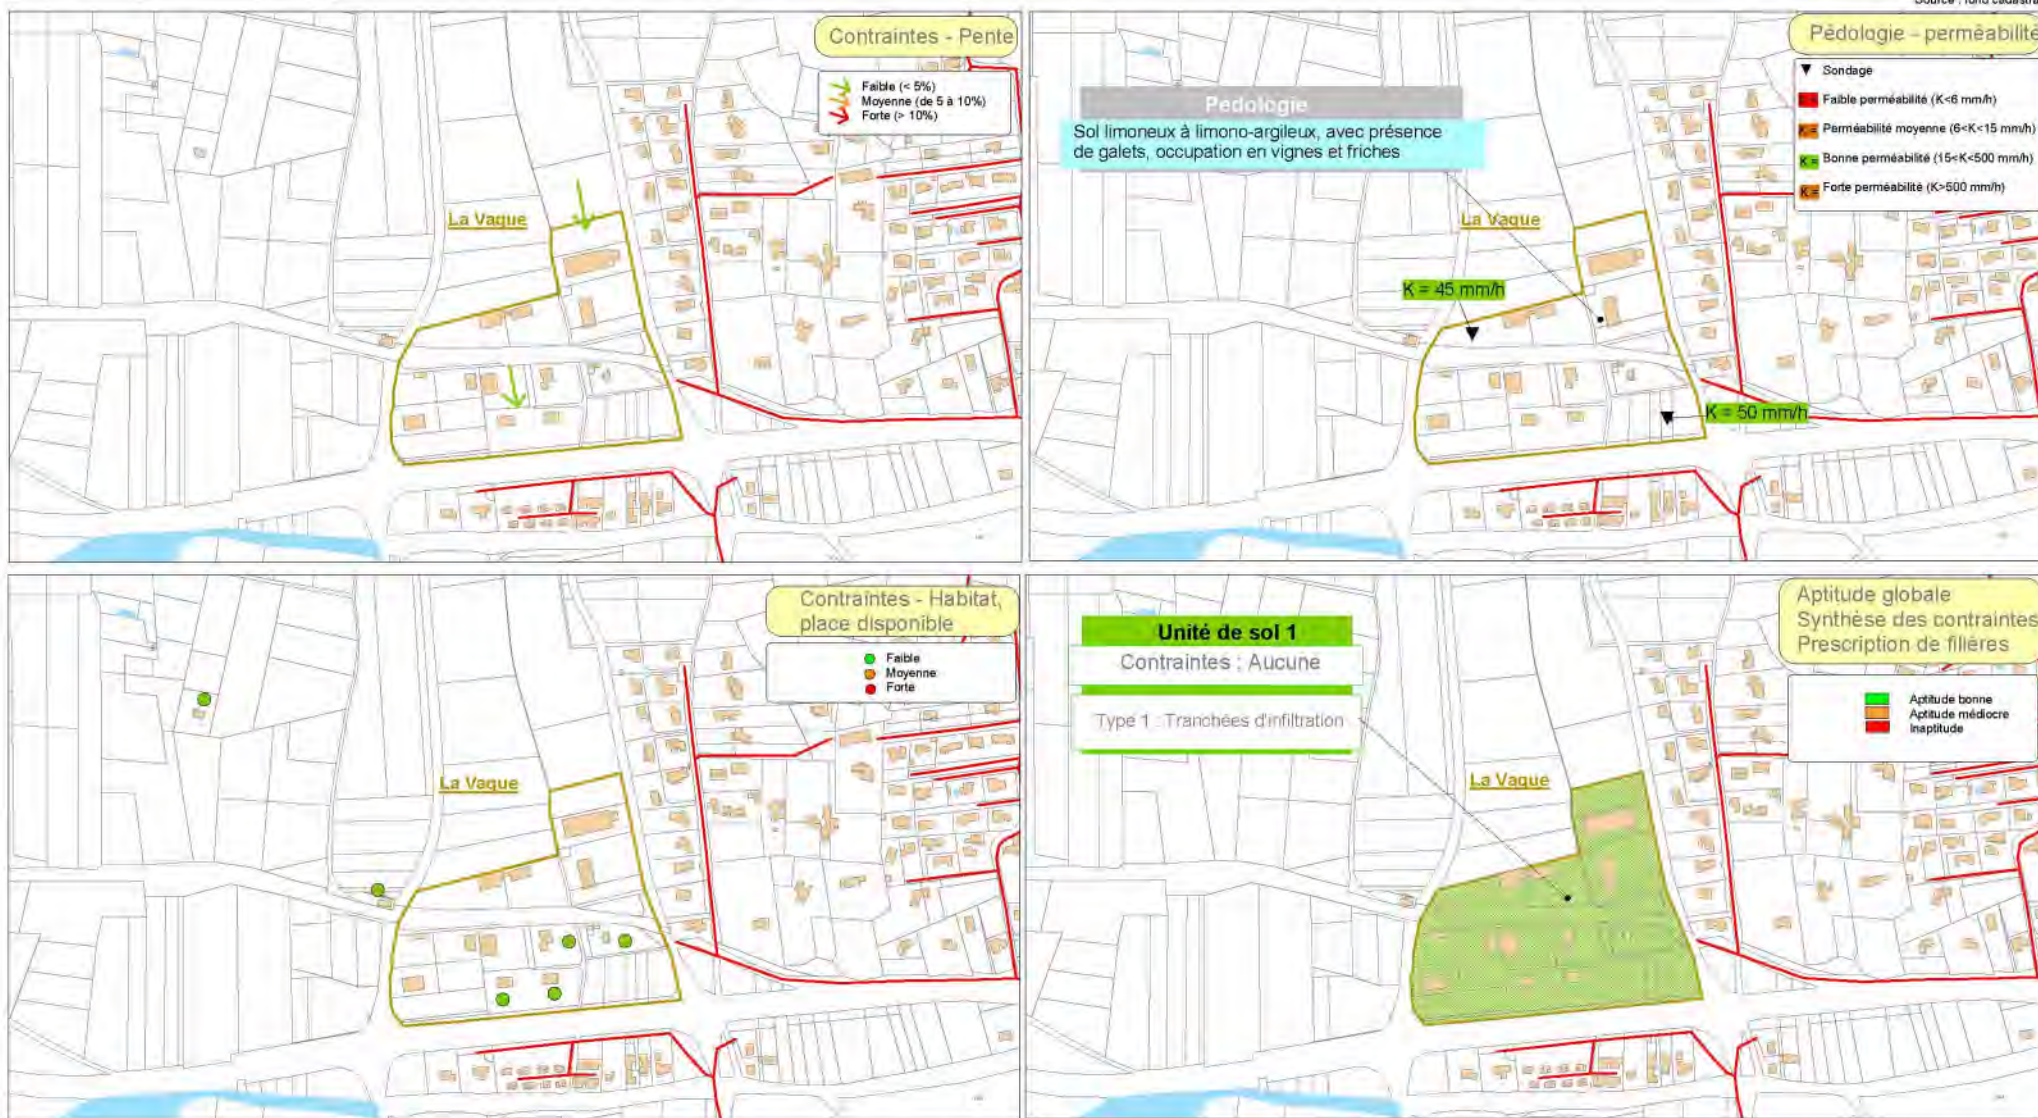 Contraintes - Pente
Faible (< 5%)
Moyenne (de 5 à 10%)
Forte (> 10%)
La Vaque
Source : fond cadastral
Pédologie - perméabilité
Sondage
K = Faible perméabilité (K<6 mm/h)
K = Perméabilité moyenne (6<K<15 mm/h)
K = Bonne perméabilité (15<K<500 mm/h)
K = Forte perméabilité (K>500 mm/h)
Pedologie
Sol limoneux à limono-argileux, avec présence
de galets, occupation en vignes et friches
La Vaque
K = 45 mm/h
K = 50 mm/h
Contraintes - Habitat,
place disponible
Faible
Moyenne
Forte
La Vaque
Aptitude globale
Synthèse des contraintes
Prescription de filières
Aptitude bonne
Aptitude médiocre
Inaptitude
Unité de sol 1
Contraintes : Aucune
Type 1 : Tranchées d'infiltration
La Vaque